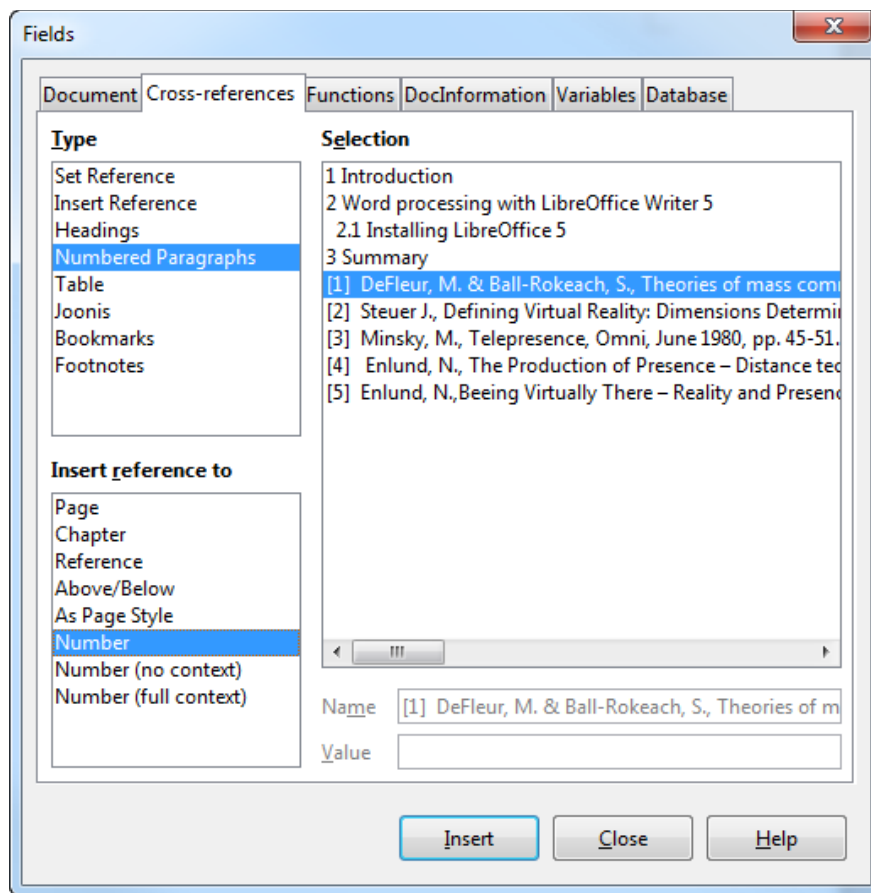 Fields
Document Cross-references Functions DocInformation Variables Database
Type
Set Reference
Insert Reference
Headings
Numbered Paragraphs
Table
Joonis
Bookmarks
Footnotes
Insert reference to
Page
Chapter
Reference
Above/Below
As Page Style
Number
Number (no context)
Number (full context)
Selection
1 Introduction
2 Word processing with LibreOffice Writer 5
2.1 Installing LibreOffice 5
3 Summary
[1] DeFleur, M. & Ball-Rokeach, S., Theories of mass com
[2] Steuer J., Defining Virtual Reality: Dimensions Determi
[3] Minsky, M., Telepresence, Omni, June 1980, pp. 45-51.
[4] Enlund, N., The Production of Presence – Distance tec
[5] Enlund, N.,Beeing Virtually There – Reality and Presen
Name [1] DeFleur, M. & Ball-Rokeach, S., Theories of m
Value
Insert Close Help